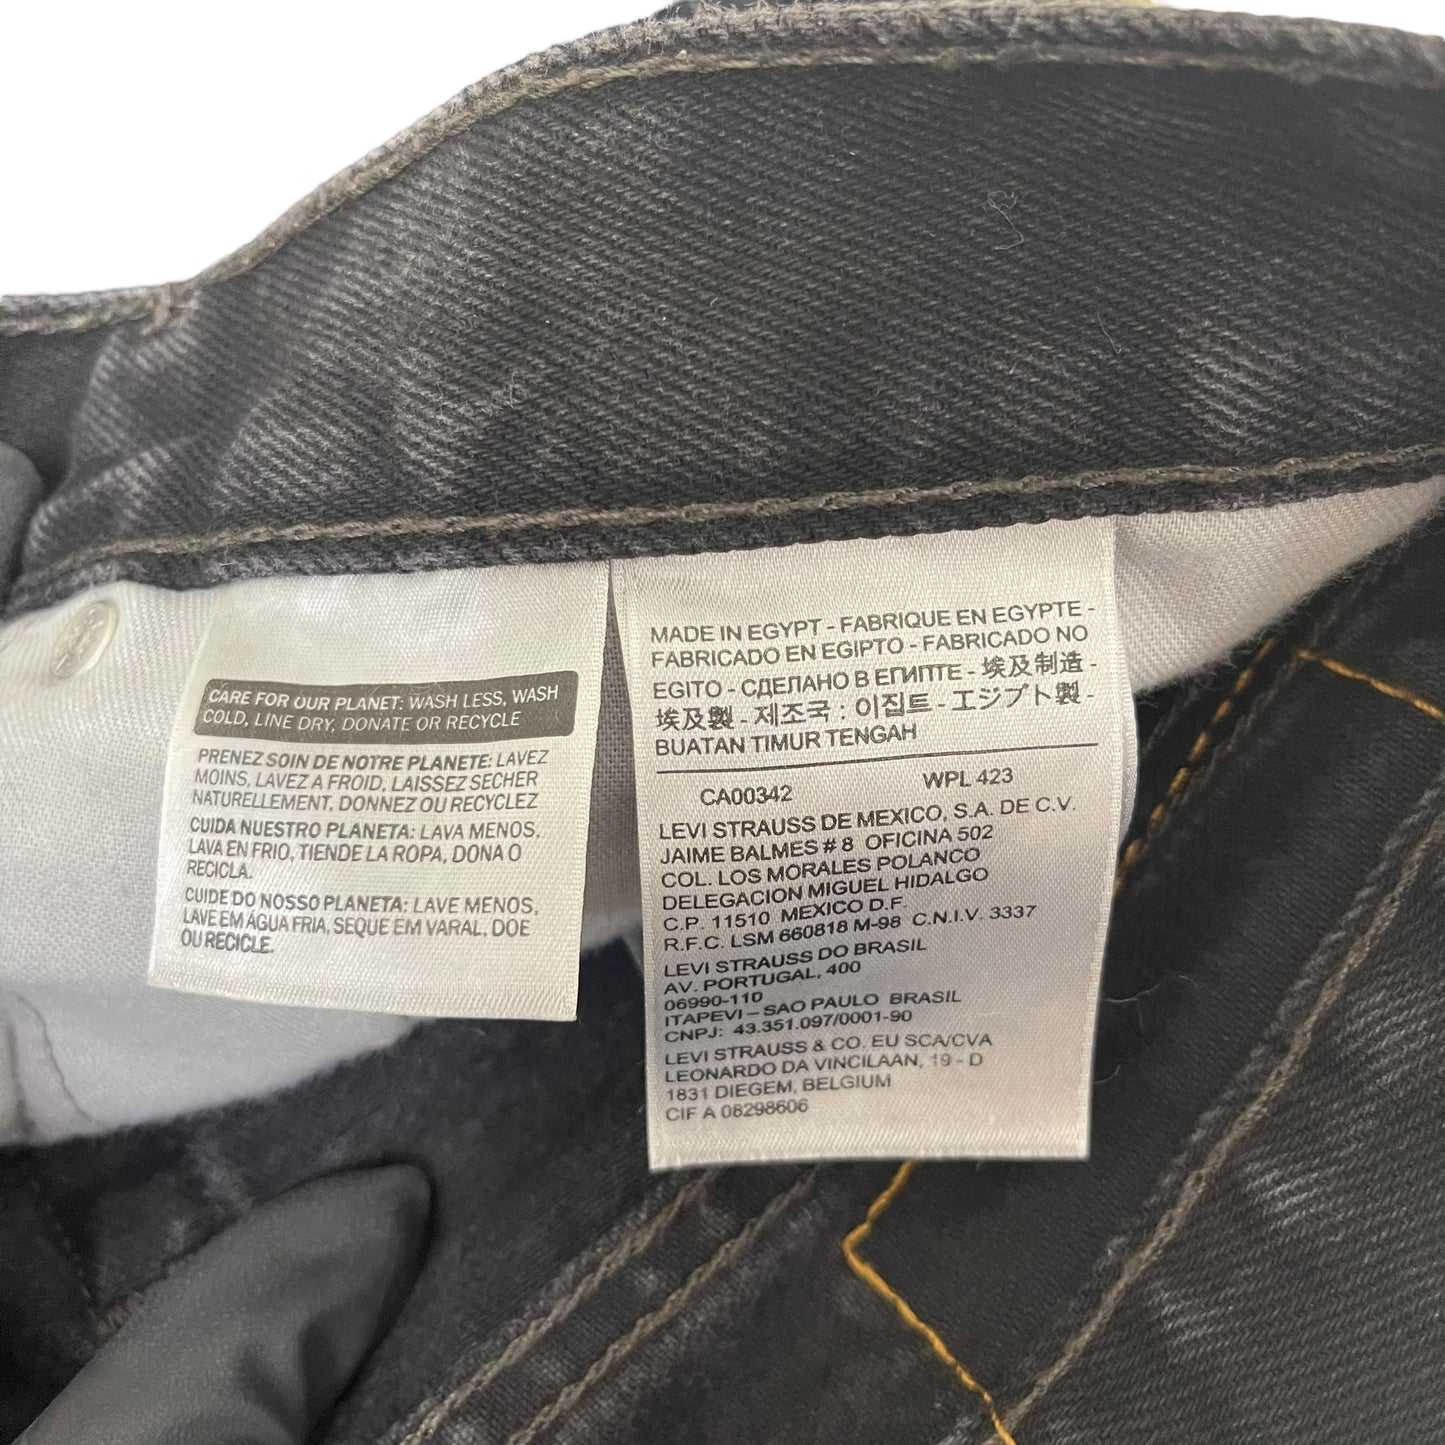 CARE FOR OUR PLANET: WASH LESS, WASH
COLD, LINE DRY, DONATE OR RECYCLE
PRENEZ SOIN DE NOTRE PLANETE: LAVEZ
MOINS, LAVEZ A FROID, LAISSEZ SECHER
NATURELLEMENT, DONNEZ OU RECYCLEZ
CUIDA NUESTRO PLANETA: LAVA MENOS,
LAVA EN FRIO, TIENDE LA ROPA, DONA O
RECICLA.
CUIDE DO NOSSO PLANETA: LAVE MENOS,
LAVE EM ÁGUA FRIA, SEQUE EM VARAL, DOE
OU RECICLE.
MADE IN EGYPT - FABRIQUE EN EGYPTE -
FABRICADO EN EGIPTO - FABRICADO NO
EGITO - СДЕЛАНО В ЕГИПТЕ - 埃及制造 -
埃及製 - 제조국 : 이집트 - エジプト製 -
BUATAN TIMUR TENGAH
CA00342 WPL 423
LEVI STRAUSS DE MEXICO, S.A. DE C.V.
JAIME BALMES # 8 OFICINA 502
COL. LOS MORALES POLANCO
DELEGACION MIGUEL HIDALGO
C.P. 11510 MEXICO D.F.
R.F.C. LSM 660818 M-98 C.N.I.V. 3337
LEVI STRAUSS DO BRASIL
AV. PORTUGAL, 400
06990-110
ITAPEVI – SAO PAULO BRASIL
CNPJ: 43.351.097/0001-90
LEVI STRAUSS & CO. EU SCA/CVA
LEONARDO DA VINCILAAN, 19 - D
1831 DIEGEM, BELGIUM
CIF A 08298606